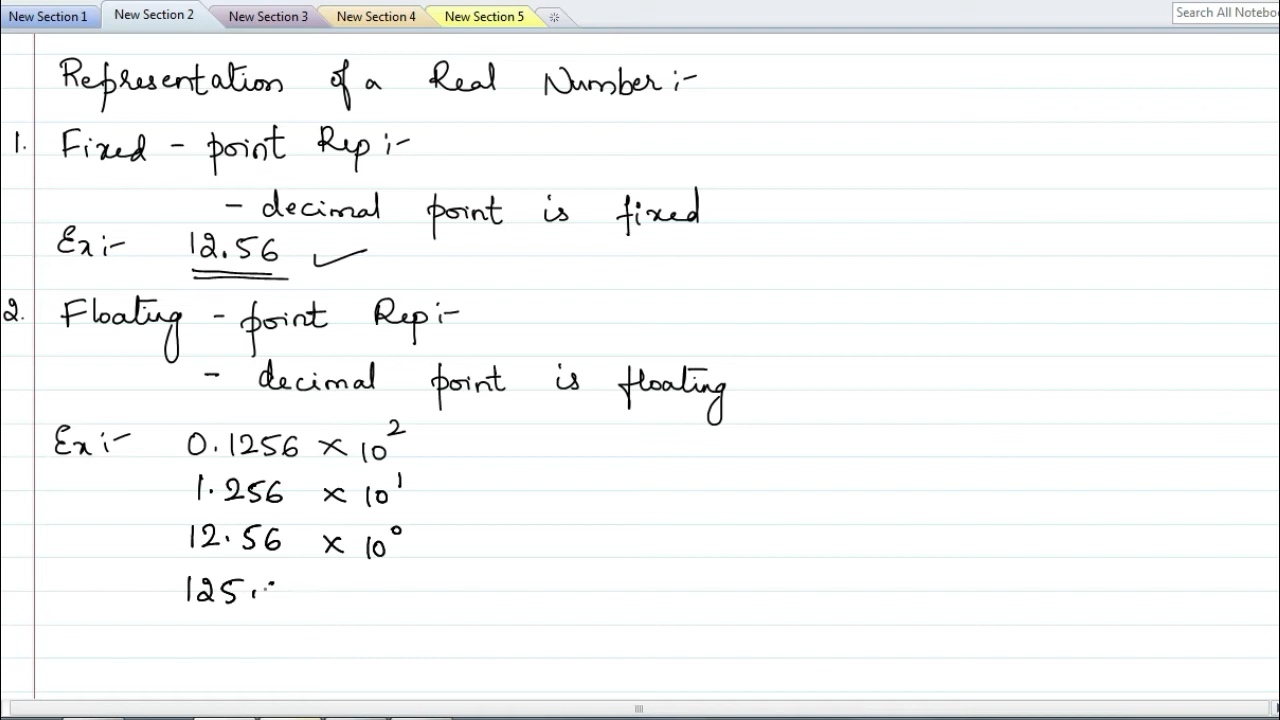 New Section 1 New Section 2 New Section 3 New Section 4 New Section 5 Search All Notebo
Representation of a Real Number :-
1. Fixed - point Rep :-
- decimal point is fixed
Ex :- 12.56 ✓
2. Floating - point Rep :-
- decimal point is floating
Ex :- 0.1256 × 10²
1.256 × 10¹
12.56 × 10⁰
125.